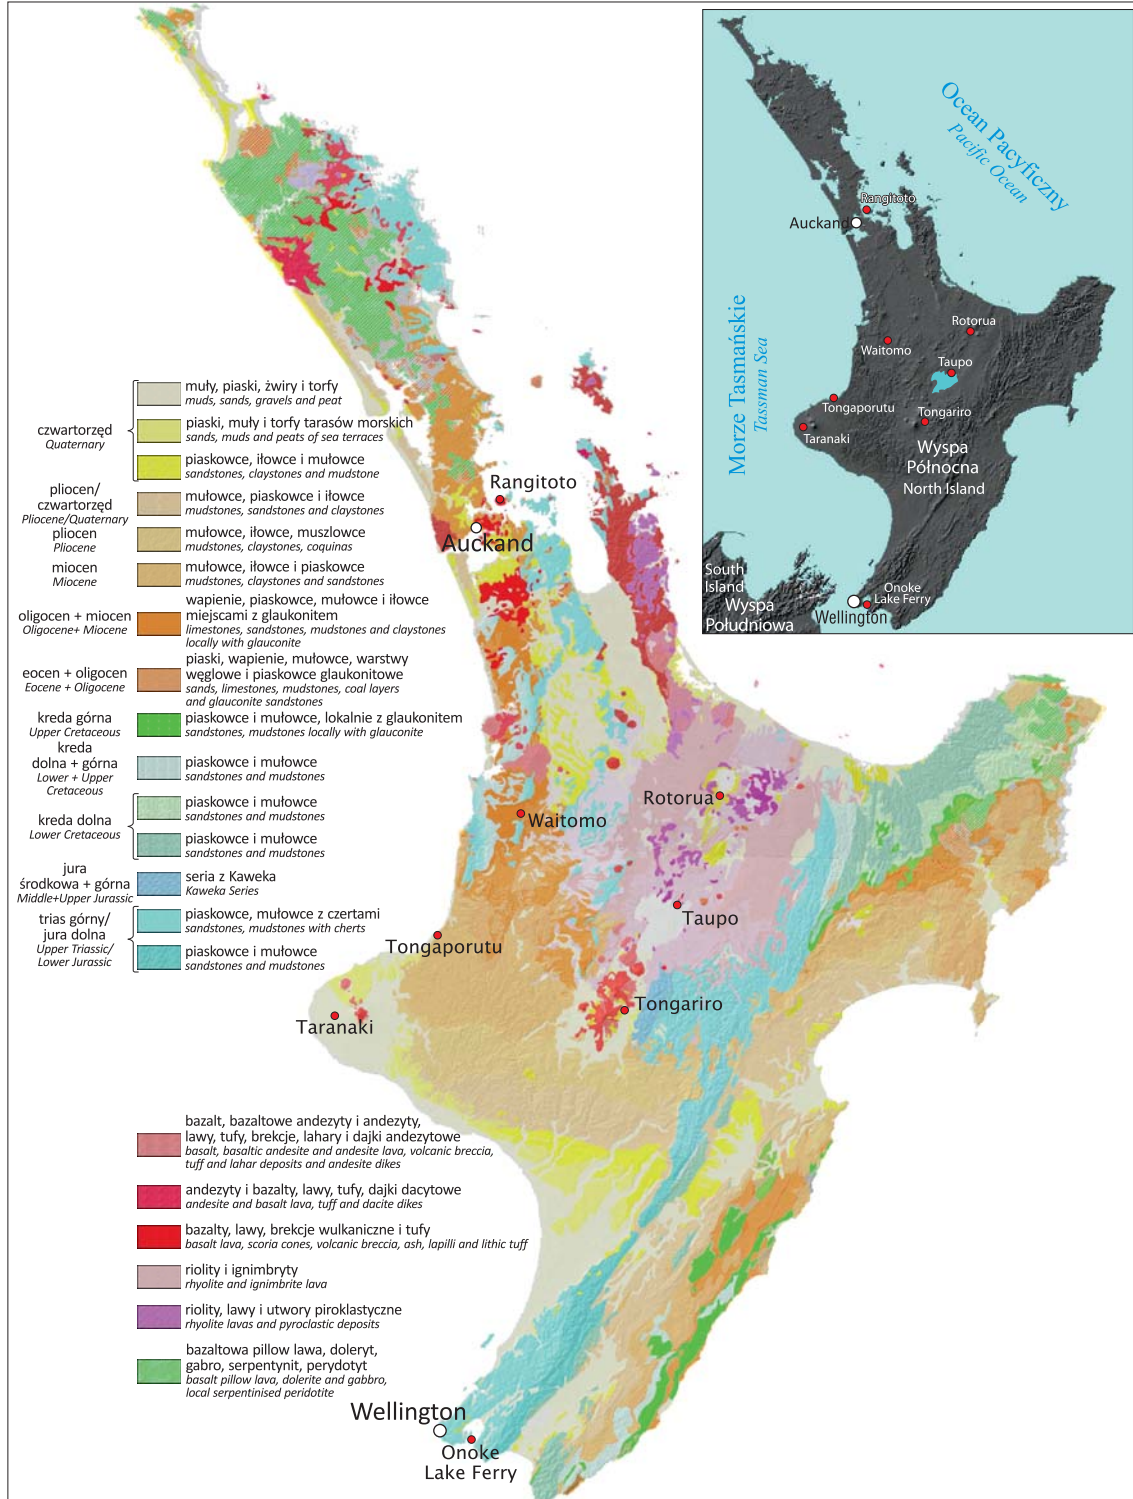 muły, piaski, żwiry i torfy
muds, sands, gravels and peat
czwartorzęd
Quaternary
piaski, muły i torfy tarasów morskich
sands, muds and peats of sea terraces
piaskowce, iłowce i mułowce
sandstones, claystones and mudstone
pliocen/
czwartorzęd
Pliocene/Quaternary
mułowce, piaskowce i iłowce
mudstones, sandstones and claystones
pliocen
Pliocene
mułowce, iłowce, muszlowce
mudstones, claystones, coquinas
miocen
Miocene
mułowce, iłowce i piaskowce
mudstones, claystones and sandstones
oligocen + miocen
Oligocene+ Miocene
wapienie, piaskowce, mułowce i iłowce
miejscami z glaukonitem
limestones, sandstones, mudstones and claystones
locally with glauconite
eocen + oligocen
Eocene + Oligocene
piaski, wapienie, mułowce, warstwy
węglowe i piaskowce glaukonitowe
sands, limestones, mudstones, coal layers
and glauconite sandstones
kreda górna
Upper Cretaceous
piaskowce i mułowce, lokalnie z glaukonitem
sandstones, mudstones locally with glauconite
kreda
dolna + górna
Lower + Upper
Cretaceous
piaskowce i mułowce
sandstones and mudstones
kreda dolna
Lower Cretaceous
piaskowce i mułowce
sandstones and mudstones
piaskowce i mułowce
sandstones and mudstones
jura
środkowa + górna
Middle+Upper Jurassic
seria z Kaweka
Kaweka Series
trias górny/
jura dolna
Upper Triassic/
Lower Jurassic
piaskowce, mułowce z czertami
sandstones, mudstones with cherts
piaskowce i mułowce
sandstones and mudstones
bazalt, bazaltowe andezyty i andezyty,
lawy, tufy, brekcje, lahary i dajki andezytowe
basalt, basaltic andesite and andesite lava, volcanic breccia,
tuff and lahar deposits and andesite dikes
andezyty i bazalty, lawy, tufy, dajki dacytowe
andesite and basalt lava, tuff and dacite dikes
bazalty, lawy, brekcje wulkaniczne i tufy
basalt lava, scoria cones, volcanic breccia, ash, lapilli and lithic tuff
riolity i ignimbryty
rhyolite and ignimbrite lava
riolity, lawy i utwory piroklastyczne
rhyolite lavas and pyroclastic deposits
bazaltowa pillow lawa, doleryt,
gabro, serpentynit, perydotyt
basalt pillow lava, dolerite and gabbro,
local serpentinised peridotite
Rangitoto
Auckand
Waitomo
Rotorua
Taupo
Tongaporutu
Tongariro
Taranaki
Wellington
Onoke
Lake Ferry
Ocean Pacyficzny
Pacific Ocean
Morze Tasmańskie
Tassman Sea
Rangitoto
Auckand
Rotorua
Waitomo
Taupo
Tongaporutu
Tongariro
Taranaki
Wyspa
Północna
North Island
South
Island
Wyspa
Południowa
Onoke
Lake Ferry
Wellington